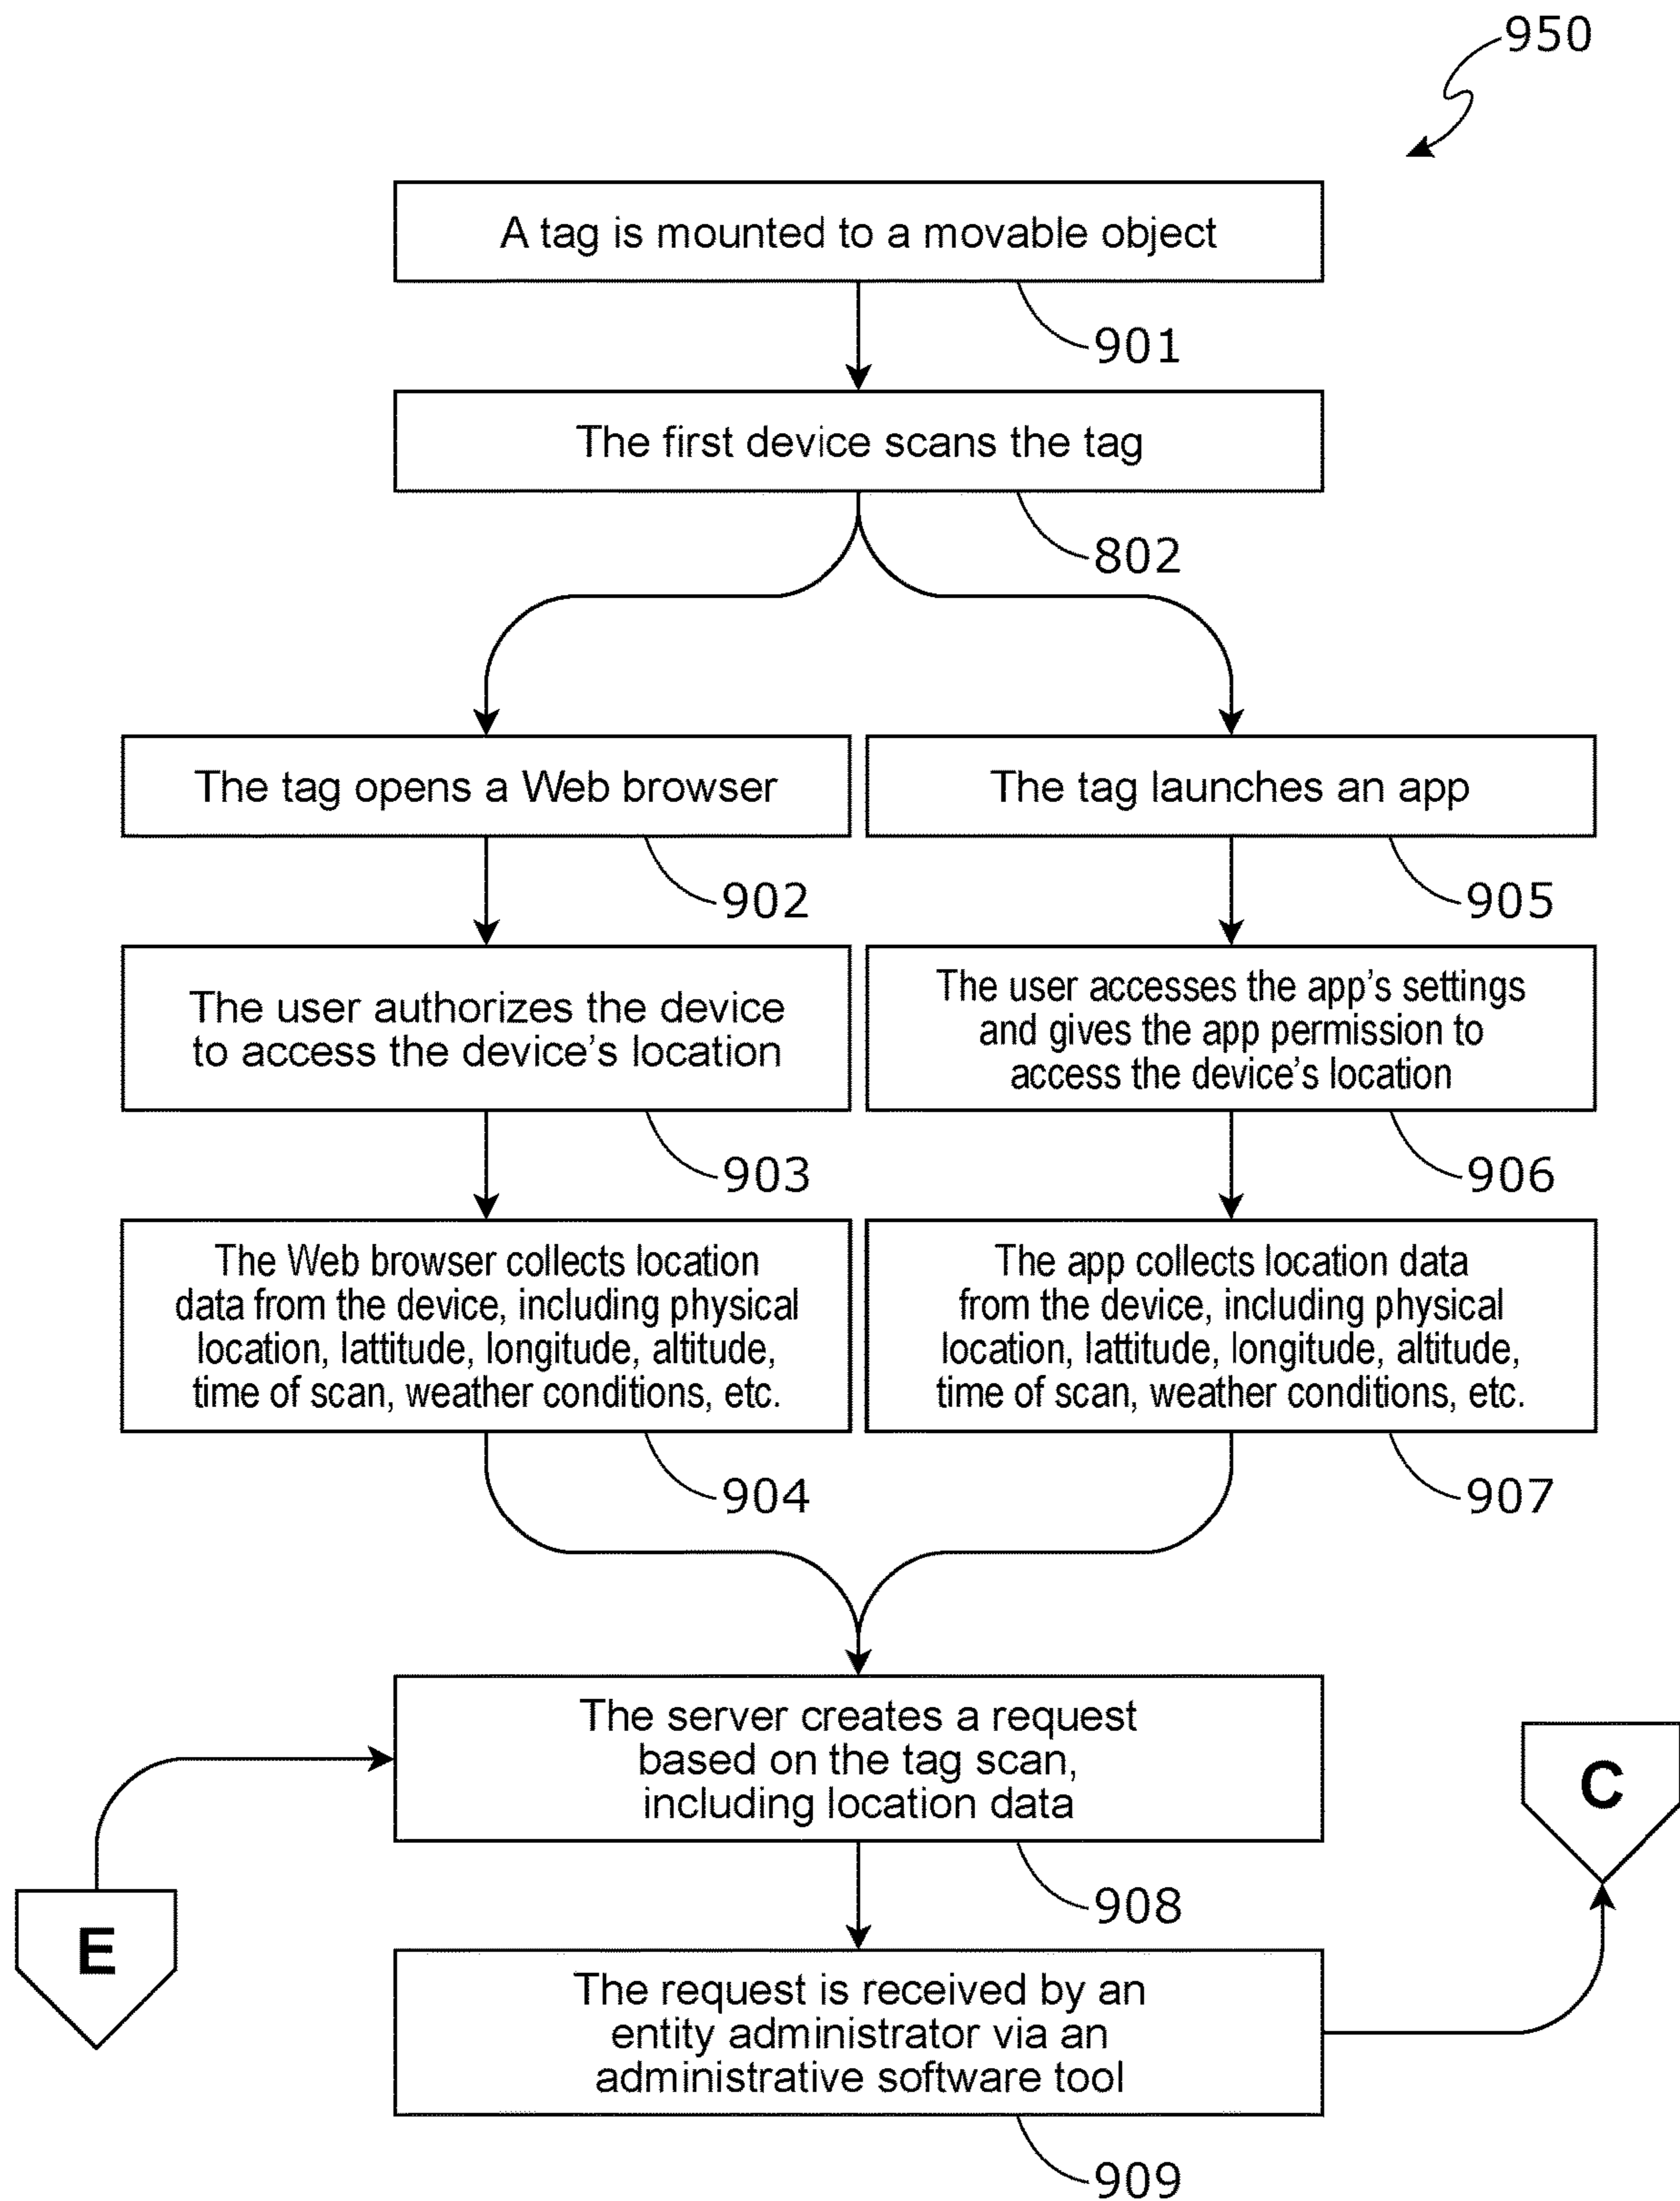 950
A tag is mounted to a movable object
901
The first device scans the tag
802
The tag opens a Web browser
902
The user authorizes the device
to access the device’s location
903
The Web browser collects location
data from the device, including physical
location, lattitude, longitude, altitude,
time of scan, weather conditions, etc.
904
The tag launches an app
905
The user accesses the app’s settings
and gives the app permission to
access the device’s location
906
The app collects location data
from the device, including physical
location, lattitude, longitude, altitude,
time of scan, weather conditions, etc.
907
The server creates a request
based on the tag scan,
including location data
908
E
The request is received by an
entity administrator via an
administrative software tool
909
C